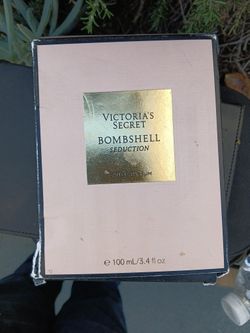 VICTORIA'S
SECRET
BOMBSHELL
SEDUCTION
℮ 100 mL/3.4 fl oz